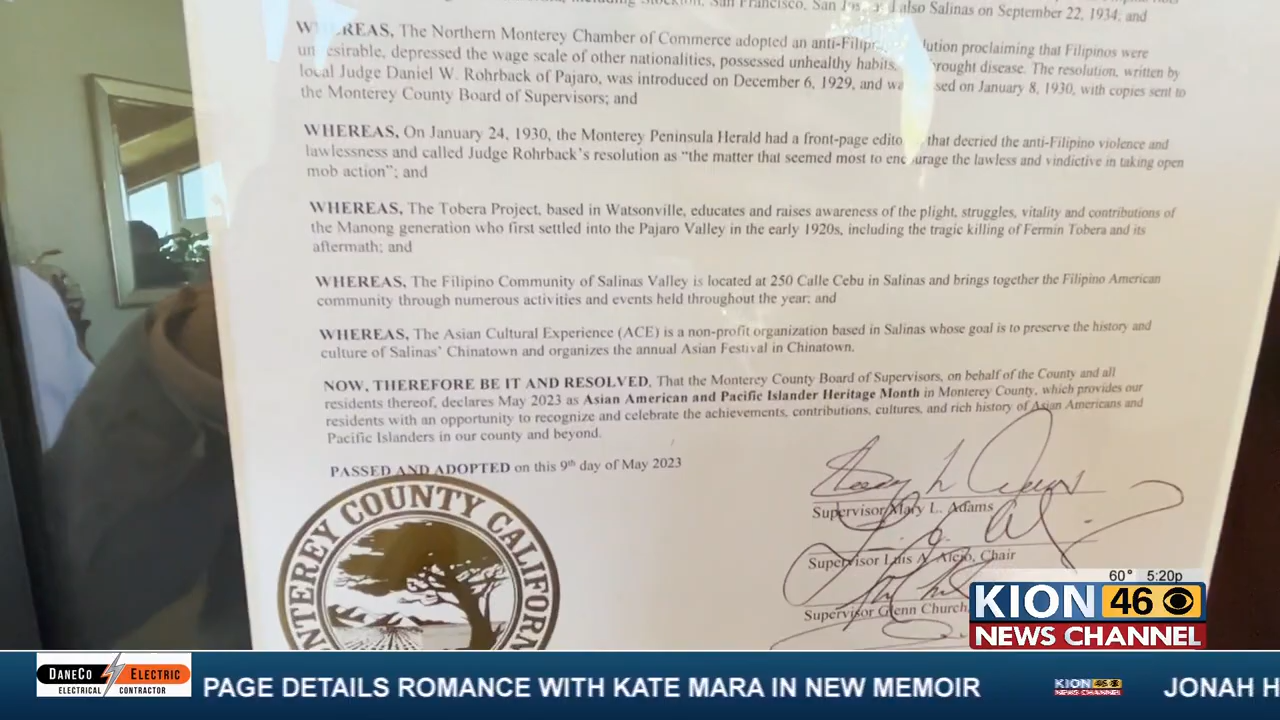 San Francisco, San also Salinas on September 22, 1934, and
WHEREAS, The Northern Monterey Chamber of Commerce adopted an anti-Filipino proclaiming that Filipinos were
depressed the wage scale of other nationalities, possessed unhealthy habits, disease. The resolution, written by
local Judge Daniel W. Rohrback of Pajaro, was introduced on December 6, 1929, and on January 8, 1930, with copies sent to
the Monterey County Board of Supervisors; and
WHEREAS, On January 24, 1930, the Monterey Peninsula Herald had a front-page that decried the anti-Filipino violence and
lawlessness and called Judge Rohrback's resolution as "the matter that seemed most to encourage the lawless and vindictive in taking open
mob action"; and
WHEREAS, The Tobera Project, based in Watsonville, educates and raises awareness of the plight, struggles, vitality and contributions of
the Manong generation who first settled into the Pajaro Valley in the early 1920s, including the tragic killing of Fermin Tobera and its
aftermath; and
WHEREAS, The Filipino Community of Salinas Valley is located at 250 Calle Cebu in Salinas and brings together the Filipino American
community through numerous activities and events held throughout the year; and
WHEREAS, The Asian Cultural Experience (ACE) is a non-profit organization based in Salinas whose goal is to preserve the history and
culture of Salinas' Chinatown and organizes the annual Asian Festival in Chinatown.
NOW, THEREFORE BE IT AND RESOLVED, That the Monterey County Board of Supervisors, on behalf of the County and all
residents thereof, declares May 2023 as Asian American and Pacific Islander Heritage Month in Monterey County, which provides our
residents with an opportunity to recognize and celebrate the achievements, contributions, cultures, and rich history of Asian Americans and
Pacific Islanders in our county and beyond.
PASSED AND ADOPTED on this 9th day of May 2023
NTEREY COUNTY CALIFORN
Supervisor Mary L. Adams
Supervisor Luis A. Alejo, Chair
Supervisor Glenn Church,
60° 5:20p
KION 46
NEWS CHANNEL
DANECO ELECTRIC
ELECTRICAL CONTRACTOR
PAGE DETAILS ROMANCE WITH KATE MARA IN NEW MEMOIR
KION 46
NEWS CHANNEL
JONAH H